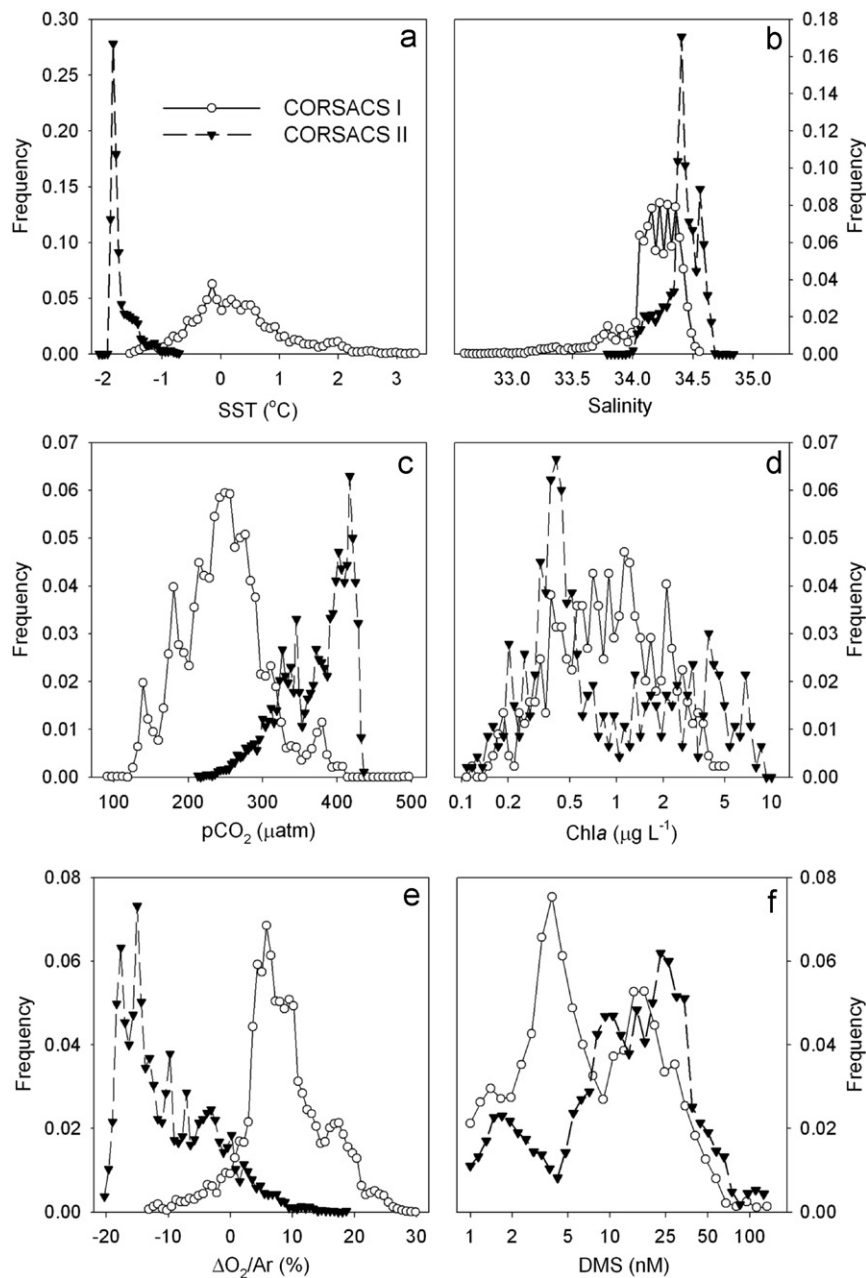 a
0.30
0.25
0.20
0.15
0.10
0.05
0.00
Frequency
CORSACS I
CORSACS II
-2 -1 0 1 2 3
SST (°C)
b
0.18
0.16
0.14
0.12
0.10
0.08
0.06
0.04
0.02
0.00
Frequency
33.0 33.5 34.0 34.5 35.0
Salinity
c
0.07
0.06
0.05
0.04
0.03
0.02
0.01
0.00
Frequency
100 200 300 400 500
pCO₂ (μatm)
d
0.07
0.06
0.05
0.04
0.03
0.02
0.01
0.00
Frequency
0.1 0.2 0.5 1 2 5 10
Chla (μg L⁻¹)
e
0.08
0.06
0.04
0.02
0.00
Frequency
-20 -10 0 10 20 30
ΔO₂/Ar (%)
f
0.08
0.06
0.04
0.02
0.00
Frequency
1 2 5 10 25 50 100
DMS (nM)